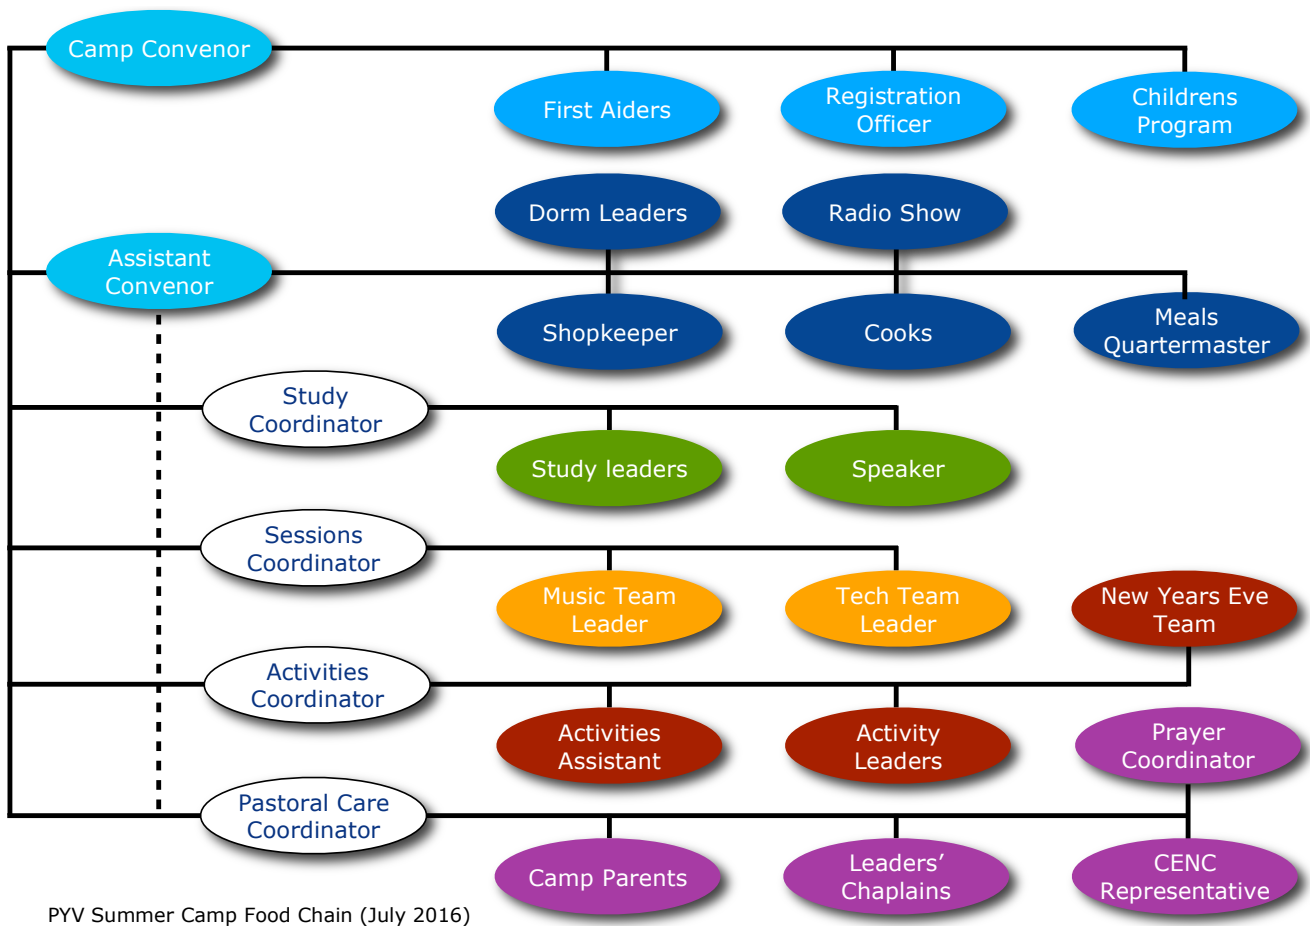 Camp Convenor
First Aiders
Registration
Officer
Childrens
Program
Dorm Leaders
Radio Show
Assistant
Convenor
Shopkeeper
Cooks
Meals
Quartermaster
Study
Coordinator
Study leaders
Speaker
Sessions
Coordinator
Music Team
Leader
Tech Team
Leader
New Years Eve
Team
Activities
Coordinator
Activities
Assistant
Activity
Leaders
Prayer
Coordinator
Pastoral Care
Coordinator
Camp Parents
Leaders’
Chaplains
CENC
Representative
PYV Summer Camp Food Chain (July 2016)